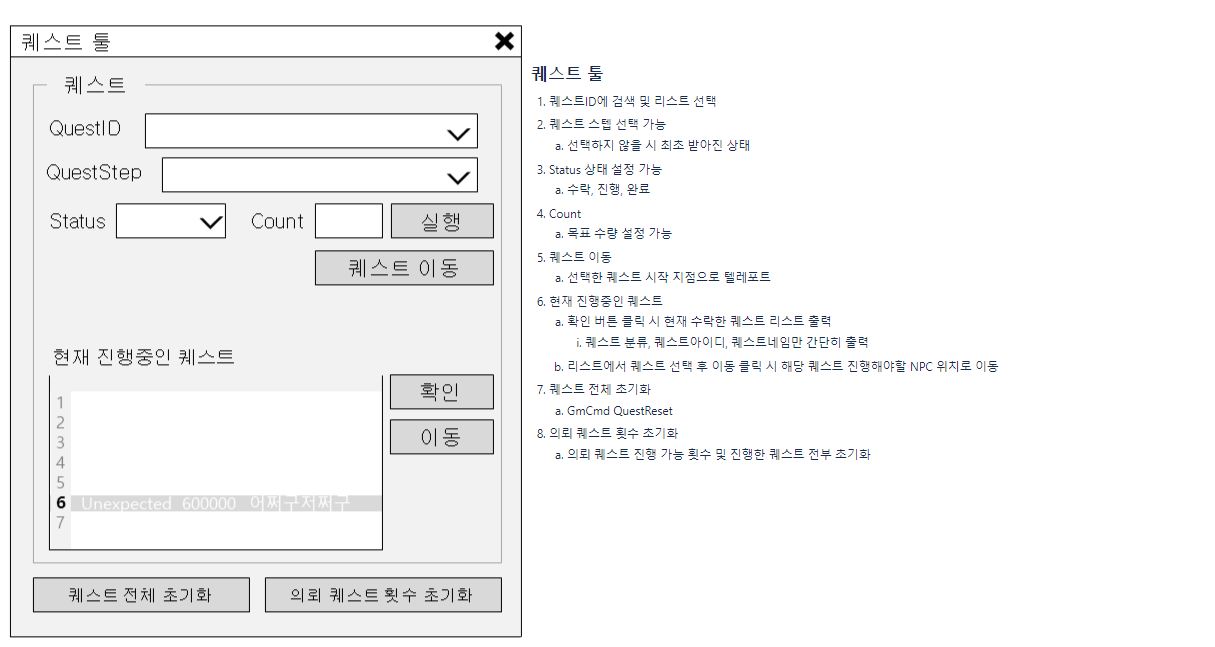 퀘스트 툴
퀘스트
QuestID
QuestStep
Status
Count
실행
퀘스트 이동
현재 진행중인 퀘스트
확인
이동
1
2
3
4
5
6 Unexpected 600000 어쩌구저쩌구
7
퀘스트 전체 초기화
의뢰 퀘스트 횟수 초기화
퀘스트 툴
1. 퀘스트ID에 검색 및 리스트 선택
2. 퀘스트 스텝 선택 가능
a. 선택하지 않을 시 최초 받아진 상태
3. Status 상태 설정 가능
a. 수락, 진행, 완료
4. Count
a. 목표 수량 설정 가능
5. 퀘스트 이동
a. 선택한 퀘스트 시작 지점으로 텔레포트
6. 현재 진행중인 퀘스트
a. 확인 버튼 클릭 시 현재 수락한 퀘스트 리스트 출력
i. 퀘스트 분류, 퀘스트아이디, 퀘스트네임만 간단히 출력
b. 리스트에서 퀘스트 선택 후 이동 클릭 시 해당 퀘스트 진행해야할 NPC 위치로 이동
7. 퀘스트 전체 초기화
a. GmCmd QuestReset
8. 의뢰 퀘스트 횟수 초기화
a. 의뢰 퀘스트 진행 가능 횟수 및 진행한 퀘스트 전부 초기화